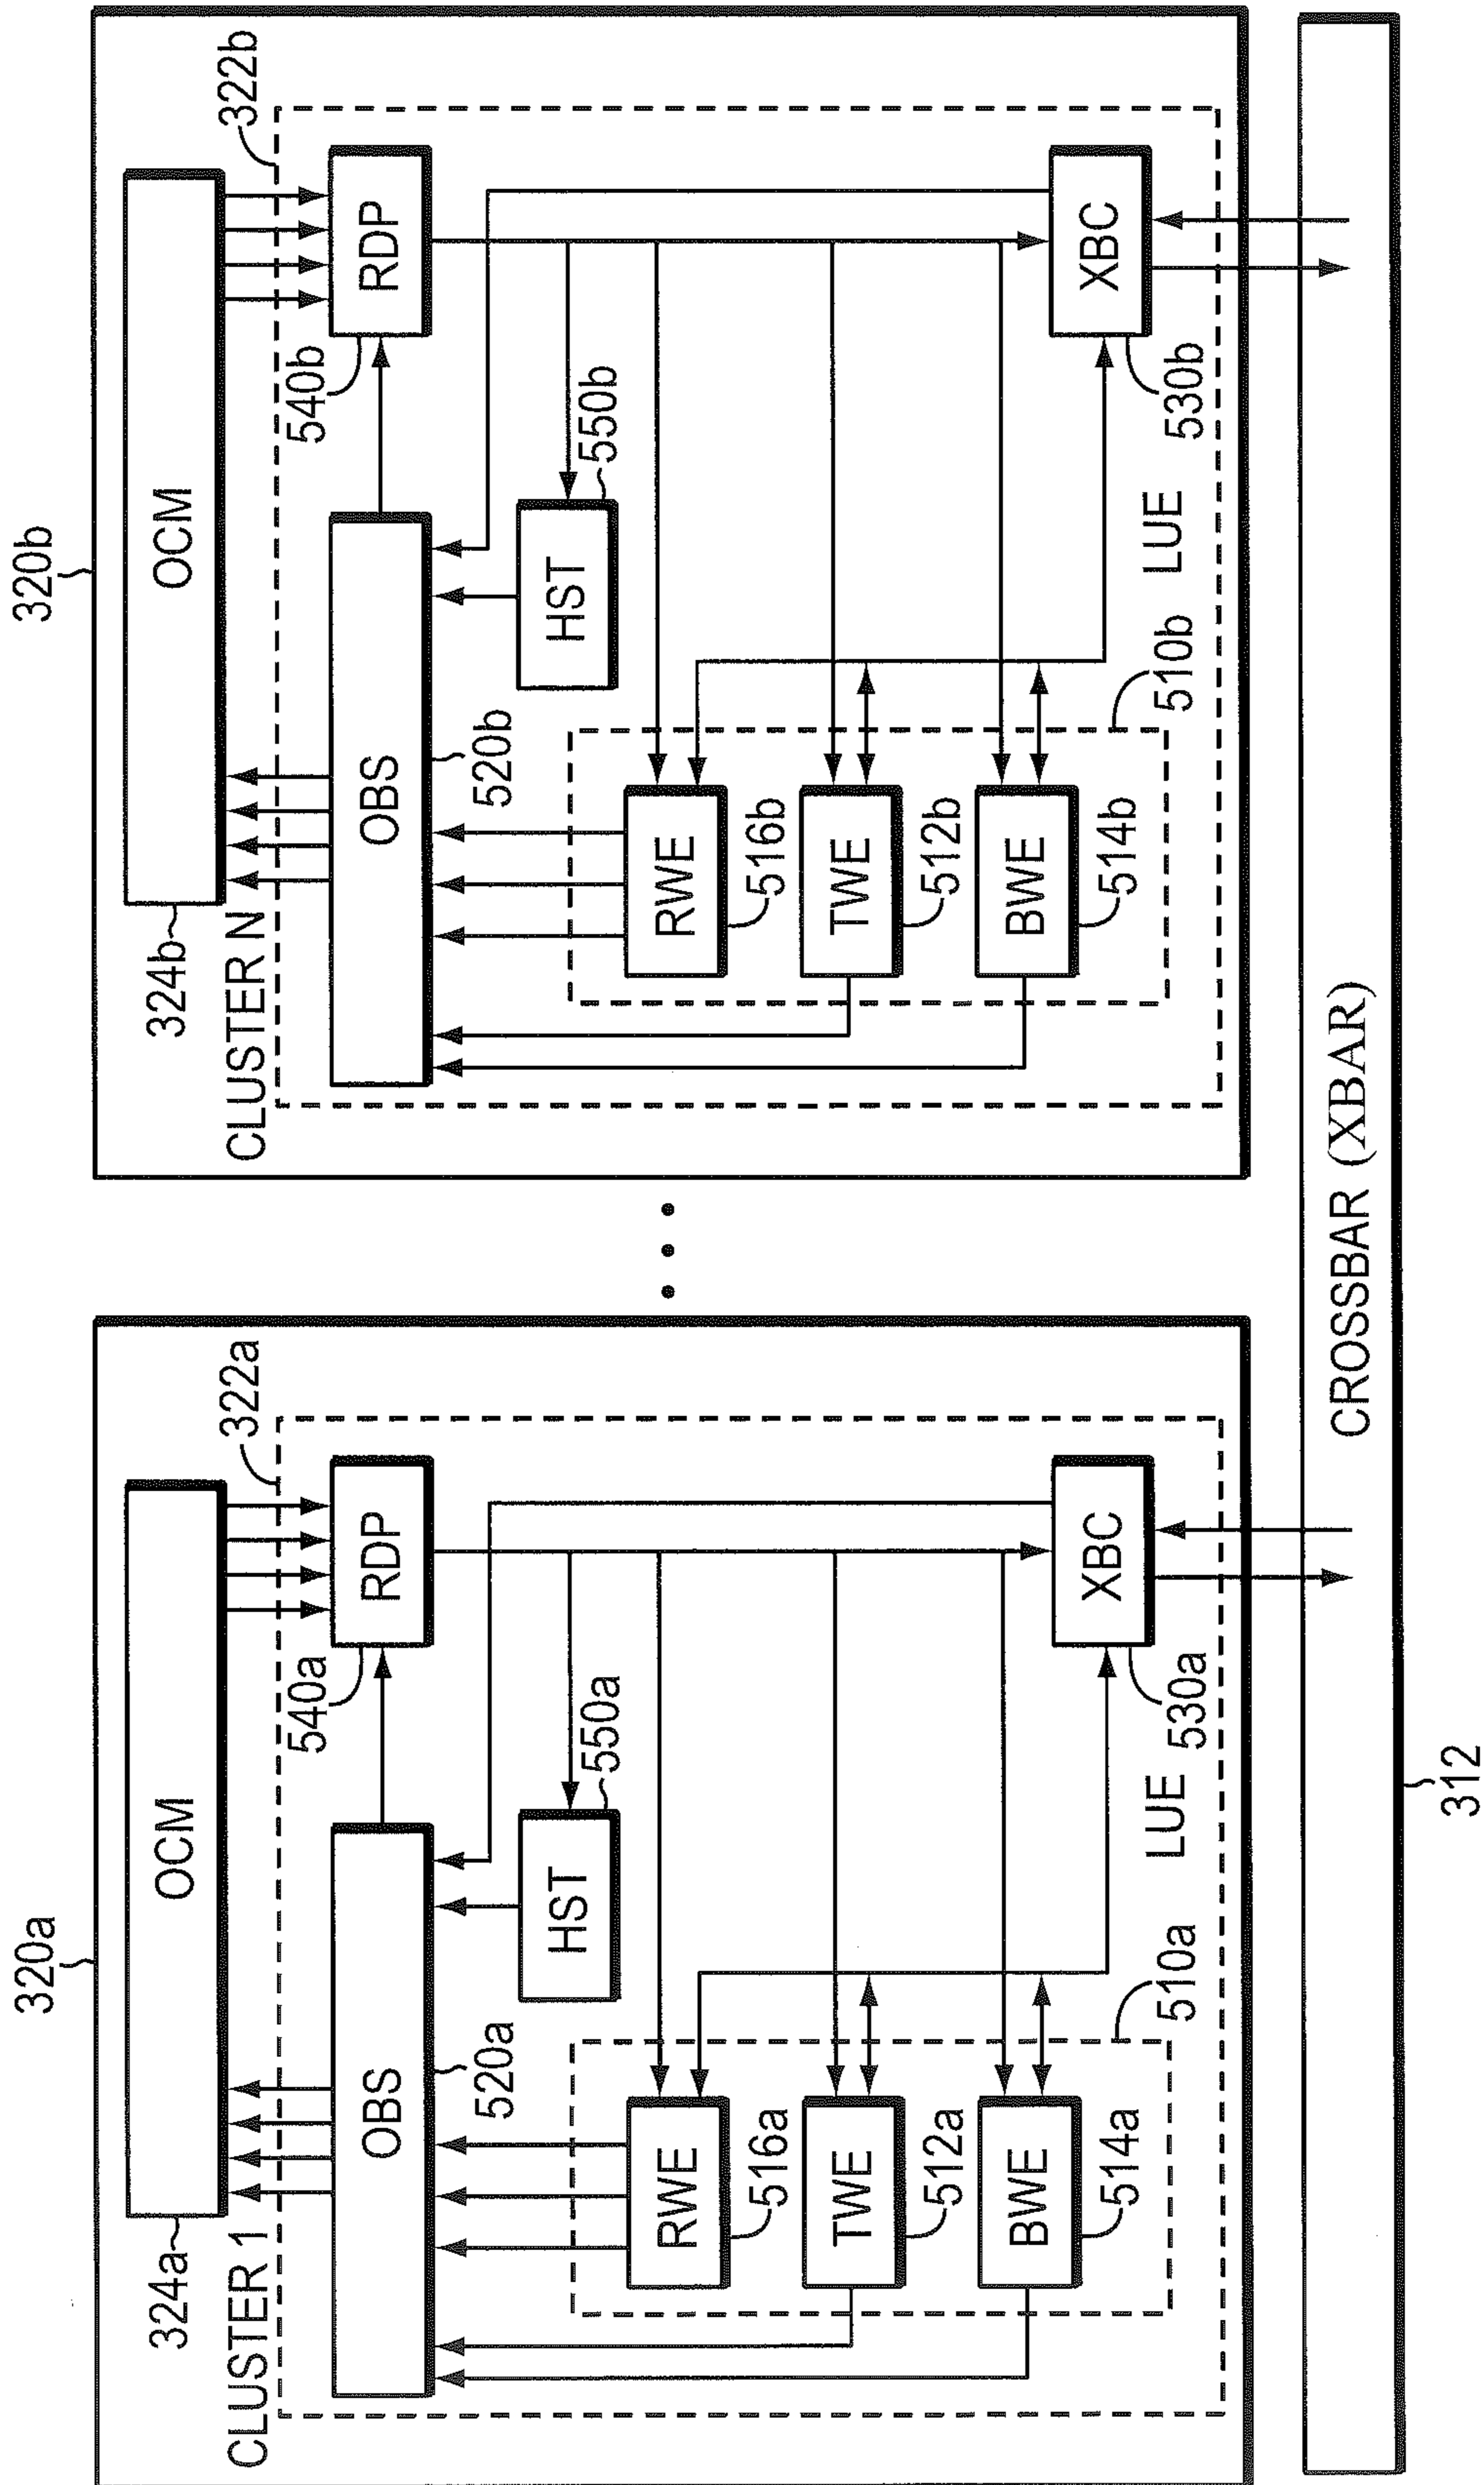 320a
OCM
324a
CLUSTER 1
322a
OBS
520a
540a
RDP
HST
550a
RWE
516a
TWE
512a
BWE
514a
510a
LUE
XBC
530a
320b
OCM
324b
CLUSTER N
322b
OBS
520b
540b
RDP
HST
550b
RWE
516b
TWE
512b
BWE
514b
510b
LUE
XBC
530b
CROSSBAR (XBAR)
312